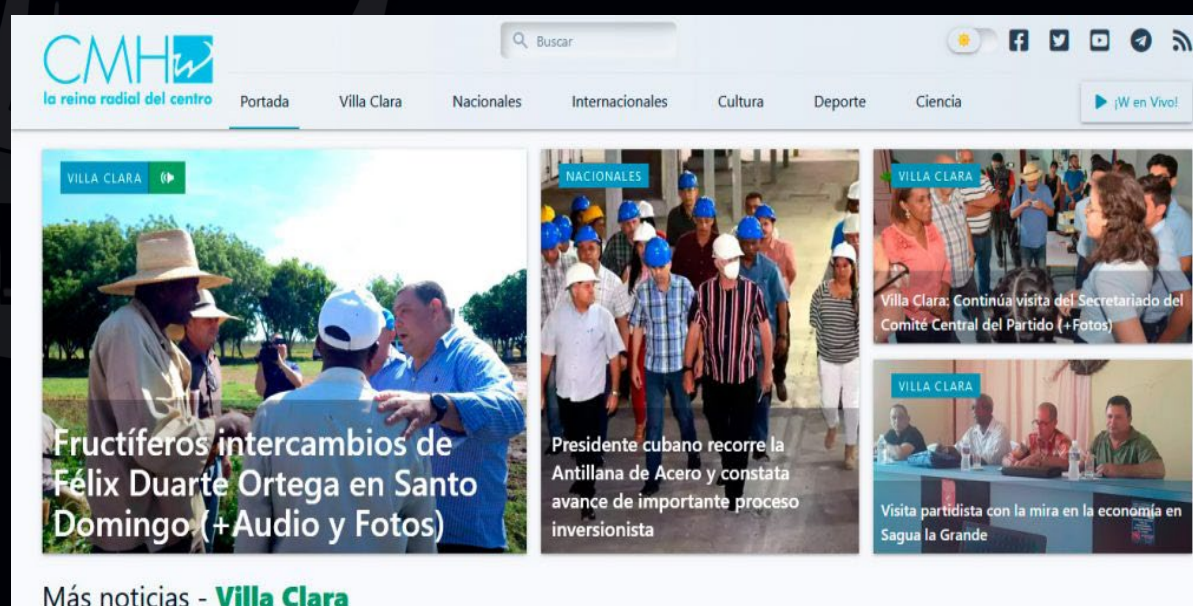 CMHW
la reina radial del centro
Buscar
Portada
Villa Clara
Nacionales
Internacionales
Cultura
Deporte
Ciencia
¡W en Vivo!
VILLA CLARA
Fructíferos intercambios de
Félix Duarte Ortega en Santo
Domingo (+Audio y Fotos)
NACIONALES
Presidente cubano recorre la
Antillana de Acero y constata
avance de importante proceso
inversionista
VILLA CLARA
Villa Clara: Continúa visita del Secretariado del
Comité Central del Partido (+Fotos)
VILLA CLARA
Visita partidista con la mira en la economía en
Sagua la Grande
Más noticias - Villa Clara